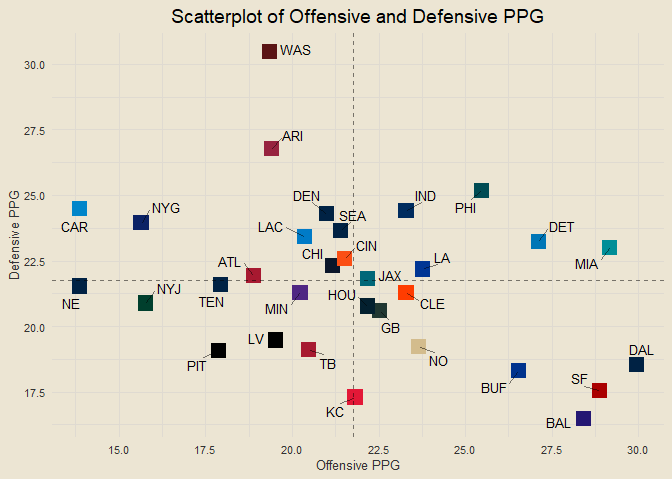 Scatterplot of Offensive and Defensive PPG
WAS
30.0
27.5
ARI
25.0
DEN
IND
PHI
NYG
SEA
CAR
LAC
DET
CIN
CHI
LA
MIA
22.5
ATL
JAX
NE
NYJ
TEN
MIN
HOU
CLE
GB
20.0
LV
PIT
TB
NO
DAL
SF
BUF
17.5
KC
BAL
Defensive PPG
15.0 17.5 20.0 22.5 25.0 27.5 30.0
Offensive PPG